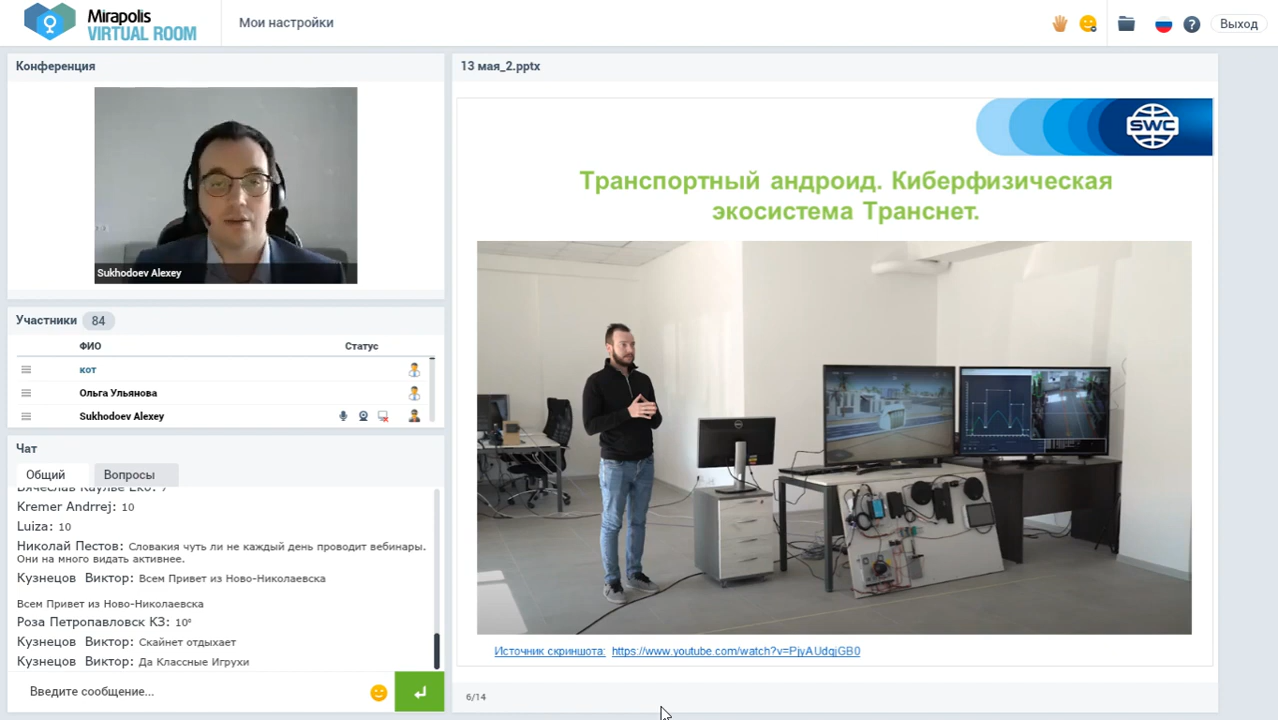 Mirapolis
VIRTUAL ROOM
Мои настройки
Выход
Конференция
Sukhodoev Alexey
Участники 84
ФИО Статус
кот
Ольга Ульянова
Sukhodoev Alexey
Чат
Общий Вопросы
Kremer Andrrej: 10
Luiza: 10
Николай Пестов: Словакия чуть ли не каждый день проводит вебинары.
Они на много видать активнее.
Кузнецов Виктор: Всем Привет из Ново-Николаевска
Всем Привет из Ново-Николаевска
Роза Петропавловск КЗ: 10⁶
Кузнецов Виктор: Скайнет отдыхает
Кузнецов Виктор: Да Классные Игрухи
Введите сообщение...
13 мая_2.pptx
SWC
Транспортный андроид. Киберфизическая
экосистема Транснет.
Источник скриншота: https://www.youtube.com/watch?v=PjyAUdqjGB0
6/14